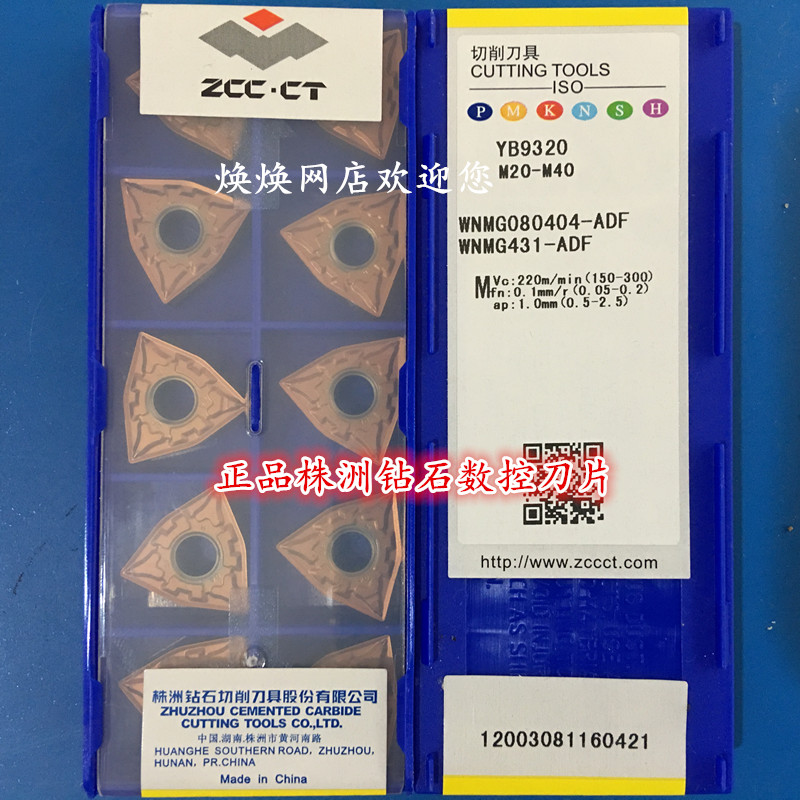 ZCC·CT
焕焕网店欢迎您
正品株洲钻石数控刀片
株洲钻石切削刀具股份有限公司
ZHUZHOU CEMENTED CARBIDE
CUTTING TOOLS CO.,LTD.
中国.湖南.株洲市黄河南路
HUANGHE SOUTHERN ROAD, ZHUZHOU,
HUNAN, PR.CHINA
Made in China
切削刀具
CUTTING TOOLS
ISO
P M K N S H
YB9320
M20-M40
WNMG080404-ADF
WNMG431-ADF
M
Vc:220m/min(150-300)
fn:0.1mm/r(0.05-0.2)
ap:1.0mm(0.5-2.5)
http://www.zccct.com
12003081160421